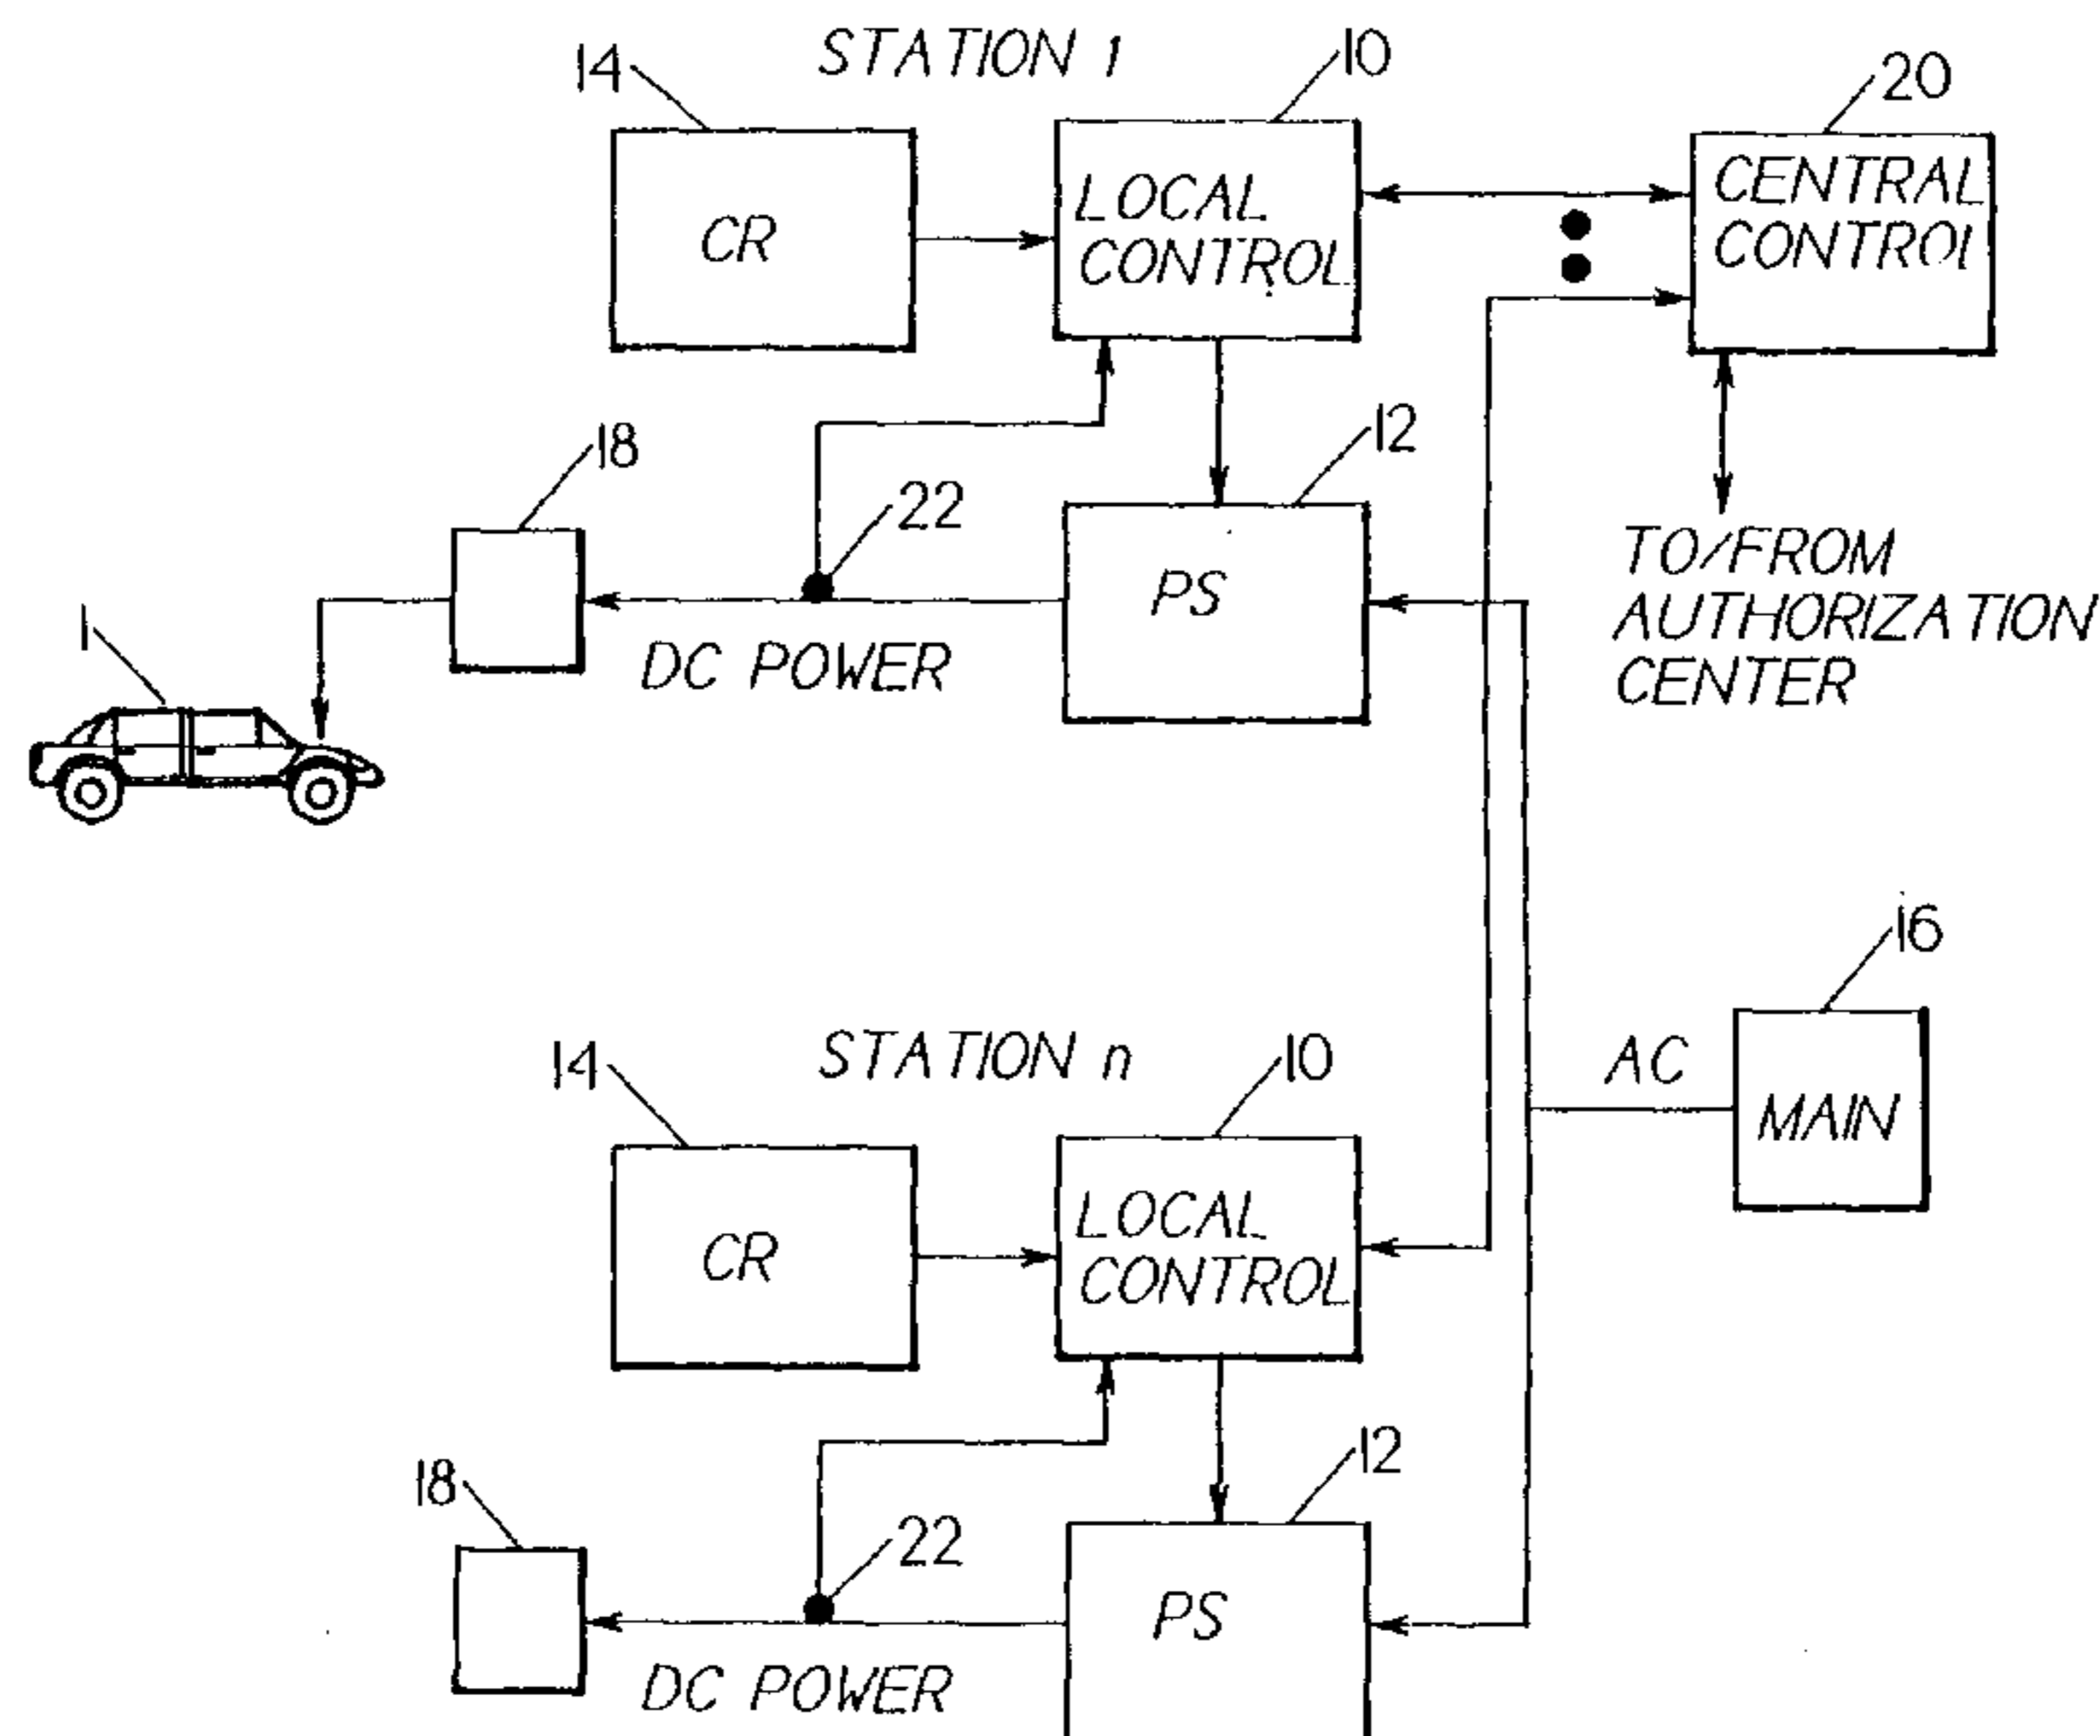 STATION 1
14
10
20
CR
LOCAL
CONTROL
CENTRAL
CONTROL
18
22
12
1
PS
DC POWER
TO/FROM
AUTHORIZATION
CENTER
16
STATION n
14
10
AC
MAIN
CR
LOCAL
CONTROL
18
22
12
PS
DC POWER